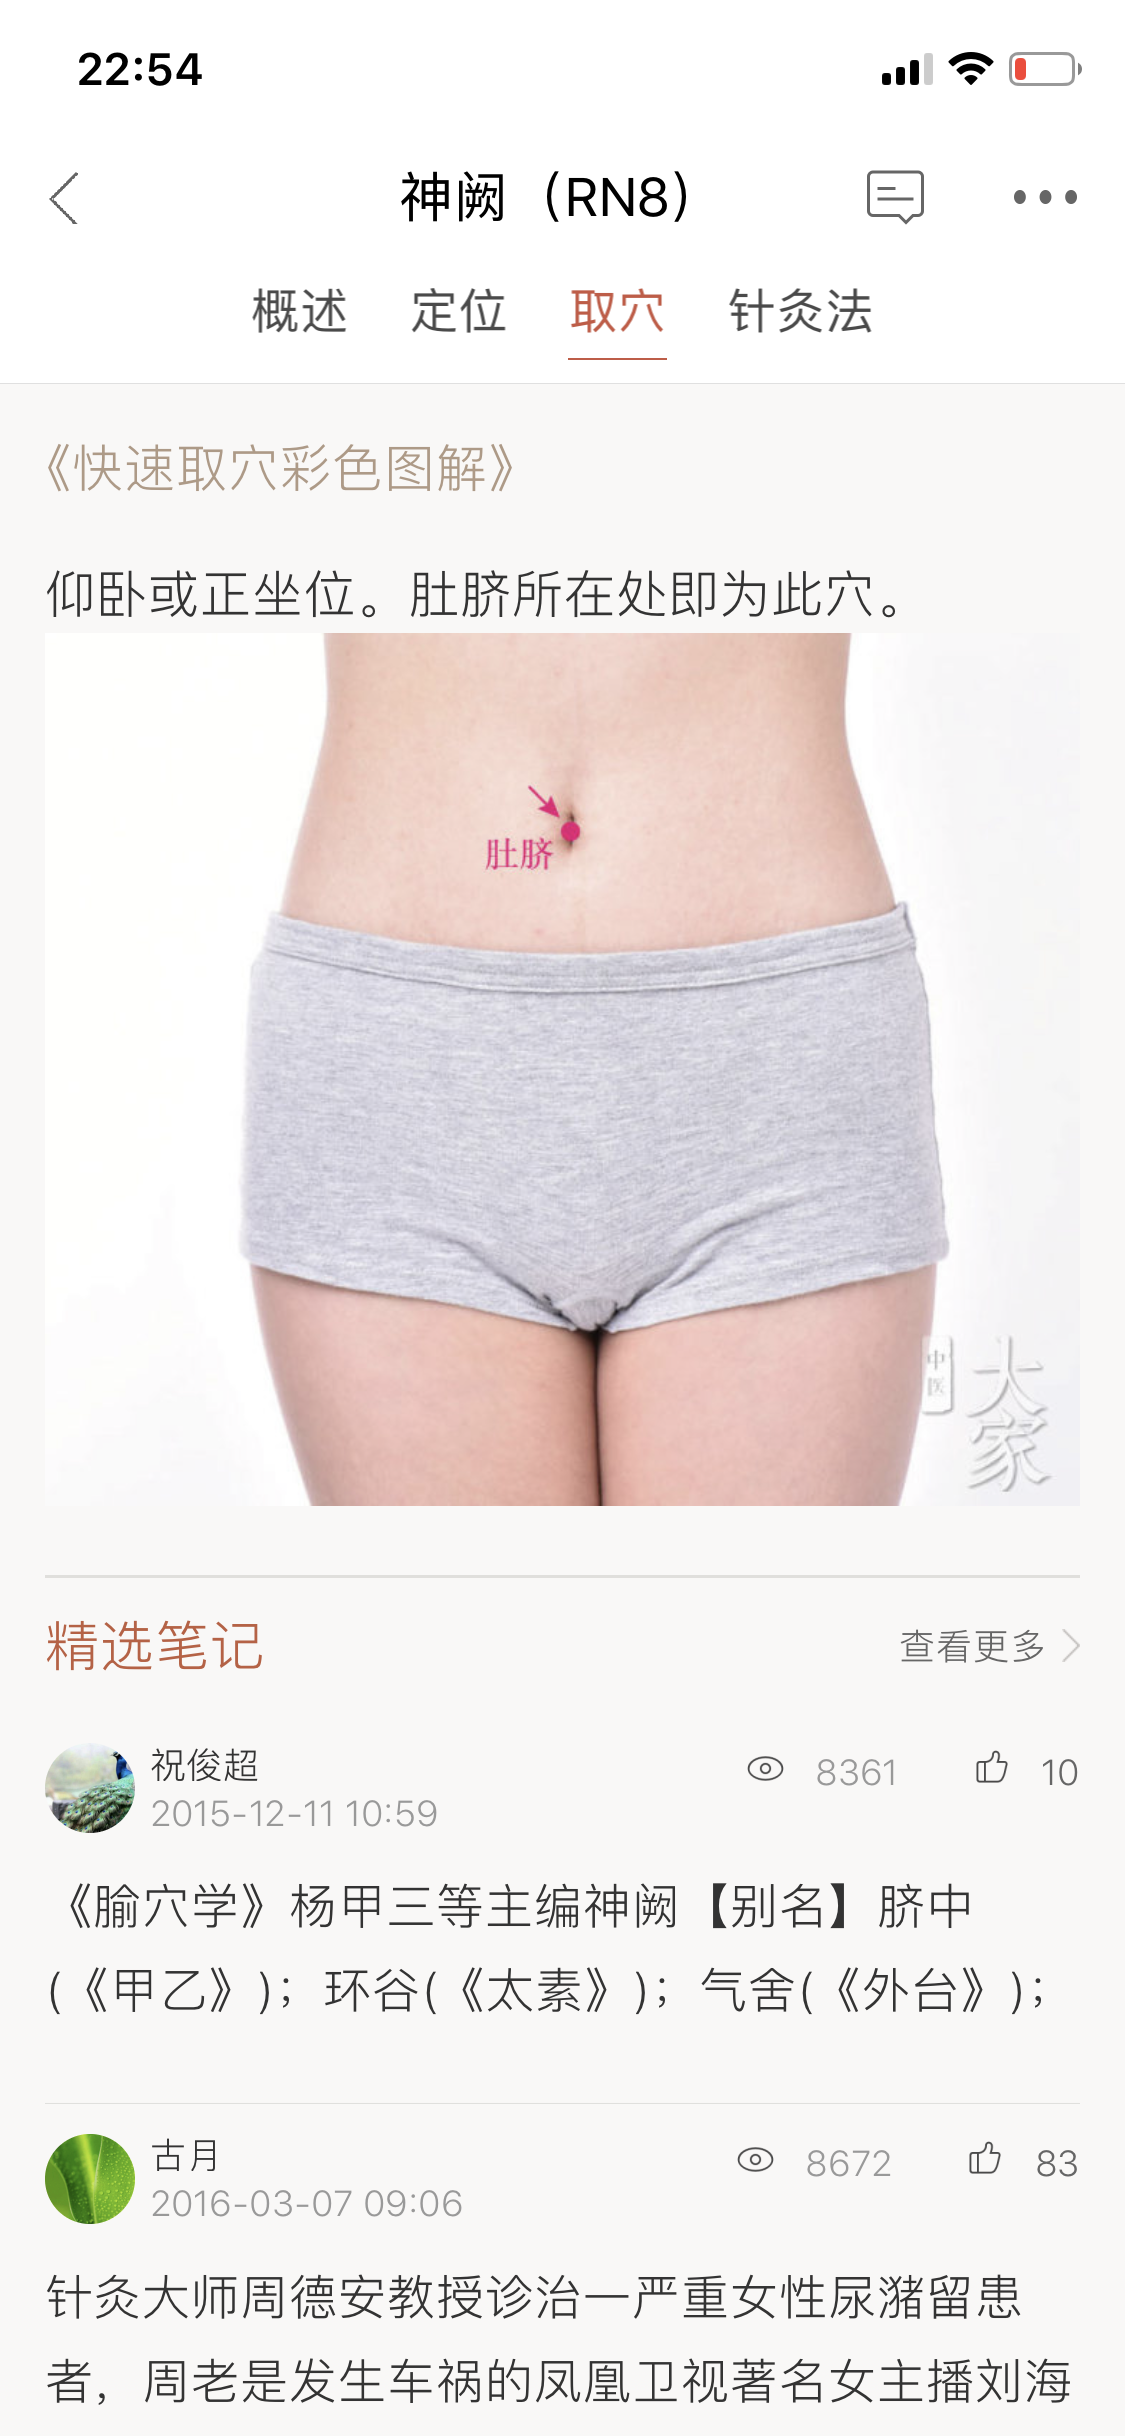 22:54
神阙（RN8）
概述 定位 取穴 针灸法
《快速取穴彩色图解》
仰卧或正坐位。肚脐所在处即为此穴。
肚脐
中医
大家
精选笔记 查看更多
祝俊超 8361 10
2015-12-11 10:59
《腧穴学》杨甲三等主编神阙【别名】脐中
(《甲乙》)；环谷(《太素》)；气舍(《外台》)；
古月 8672 83
2016-03-07 09:06
针灸大师周德安教授诊治一严重女性尿潴留患
者，周老是发生车祸的凤凰卫视著名女主播刘海